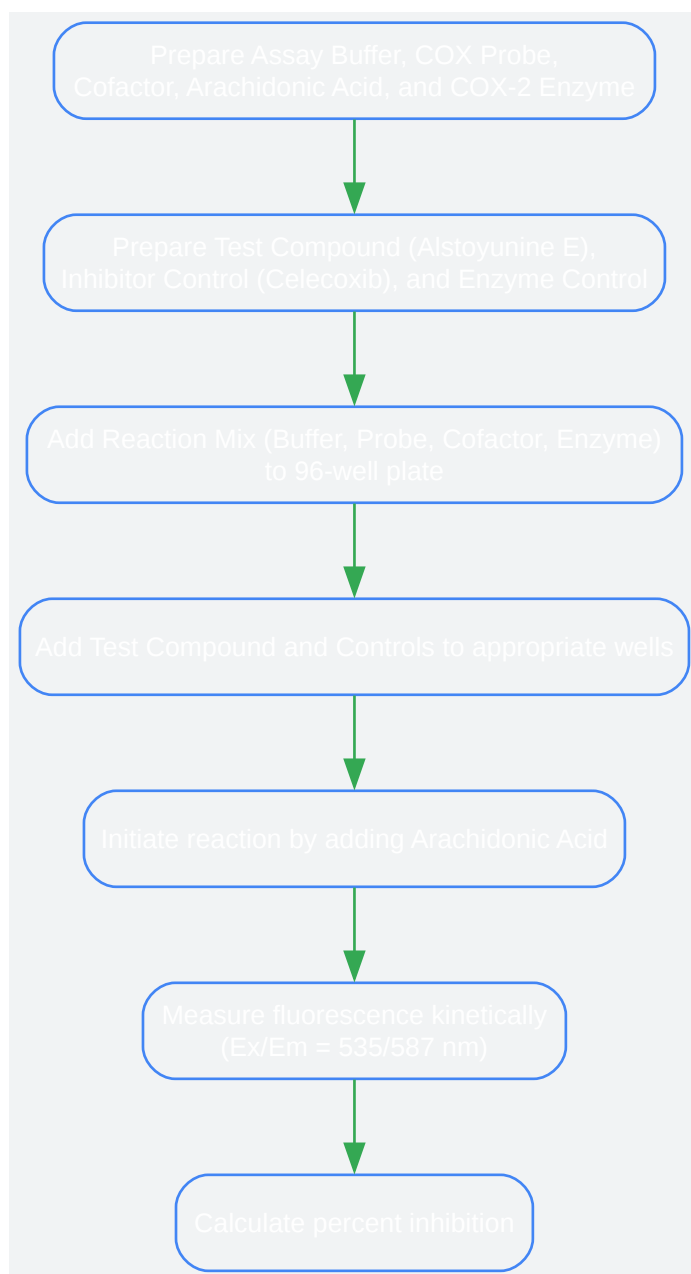 Prepare Assay Buffer, COX Probe,
Cofactor, Arachidonic Acid, and COX-2 Enzyme
Prepare Test Compound (Alstoyunine E),
Inhibitor Control (Celecoxib), and Enzyme Control
Add Reaction Mix (Buffer, Probe, Cofactor, Enzyme)
to 96-well plate
Add Test Compound and Controls to appropriate wells
Initiate reaction by adding Arachidonic Acid
Measure fluorescence kinetically
(Ex/Em = 535/587 nm)
Calculate percent inhibition